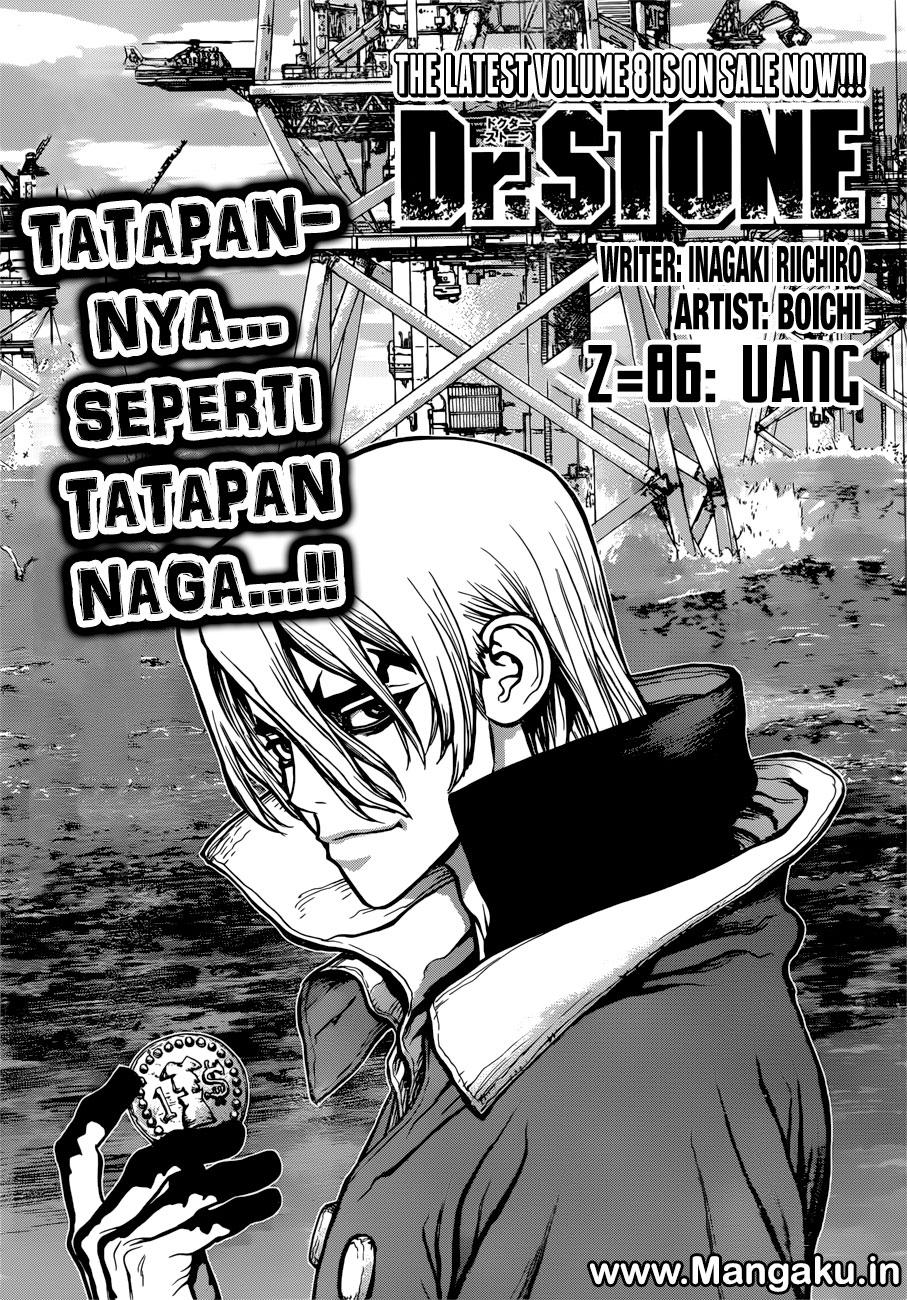 THE LATEST VOLUME 8 IS ON SALE NOW!!!
ドクター
ストーン
Dr.STONE
WRITER: INAGAKI RIICHIRO
ARTIST: BOICHI
Z=86: UANG
TATAPAN-
NYA...
SEPERTI
TATAPAN
NAGA...!!
1 S
www.Mangaku.in